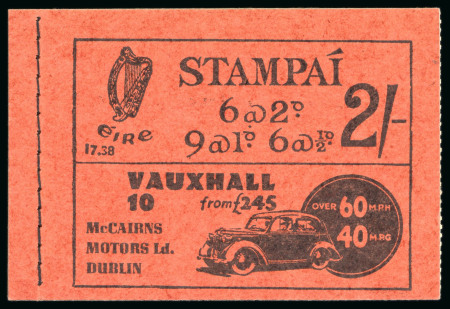 STAMPAÍ
6 @ 2ᴰ·
9 @ 1ᴰ· 6 @ ½ᴰ·
2/-
éire
17.38
VAUXHALL
10 from £245
McCAIRNS
MOTORS Ld.
DUBLIN
OVER 60 MPH
40 M.P.G